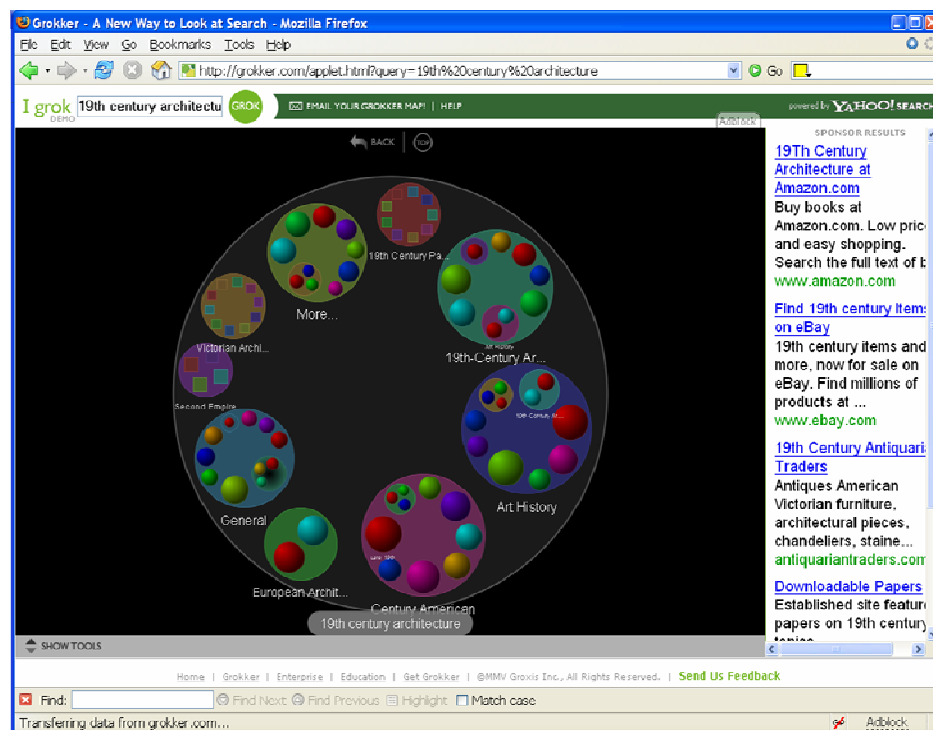 Grokker - A New Way to Look at Search - Mozilla Firefox
File Edit View Go Bookmarks Tools Help
http://grokker.com/applet.html?query=19th%20century%20architecture
Go
I grok
DEMO
19th century architectu
GROK
EMAIL YOUR GROKKER MAP! | HELP
powered by YAHOO! SEARCH
Adblock
BACK
SPONSOR RESULTS
19Th Century
Architecture at
Amazon.com
Buy books at
Amazon.com. Low pric
and easy shopping.
Search the full text of b
www.amazon.com
Find 19th century Items
on eBay
19th century items and
more, now for sale on
eBay. Find millions of
products at ...
www.ebay.com
19th Century Antiquari
Traders
Antiques American
Victorian furniture,
architectural pieces,
chandeliers, staine...
antiquariantraders.com
Downloadable Papers
Established site feature
papers on 19th century
19th Century Pa...
More...
Victorian Archi...
Art History
19th-Century Ar...
Second Empire
Art History
General
European Archit...
Century American
19th century architecture
SHOW TOOLS
Home | Grokker | Enterprise | Education | Get Grokker | ©MMV Groxis Inc., All Rights Reserved. | Send Us Feedback
Find: Find Next Find Previous Highlight Match case
Transferring data from grokker.com...
Adblock